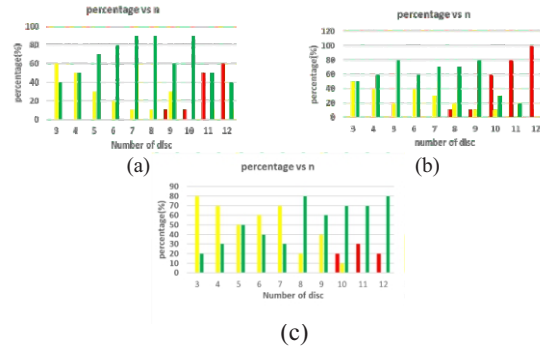 percentage vs n
percentage(%)
100
80
60
40
20
0
3 4 5 6 7 8 9 10 11 12
Number of disc
(a)
percentage vs n
percentage(%)
120
100
80
60
40
20
0
3 4 5 6 7 8 9 10 11 12
number of disc
(b)
percentage vs n
percentage(%)
90
80
70
60
50
40
30
20
10
0
3 4 5 6 7 8 9 10 11 12
Number of disc
(c)